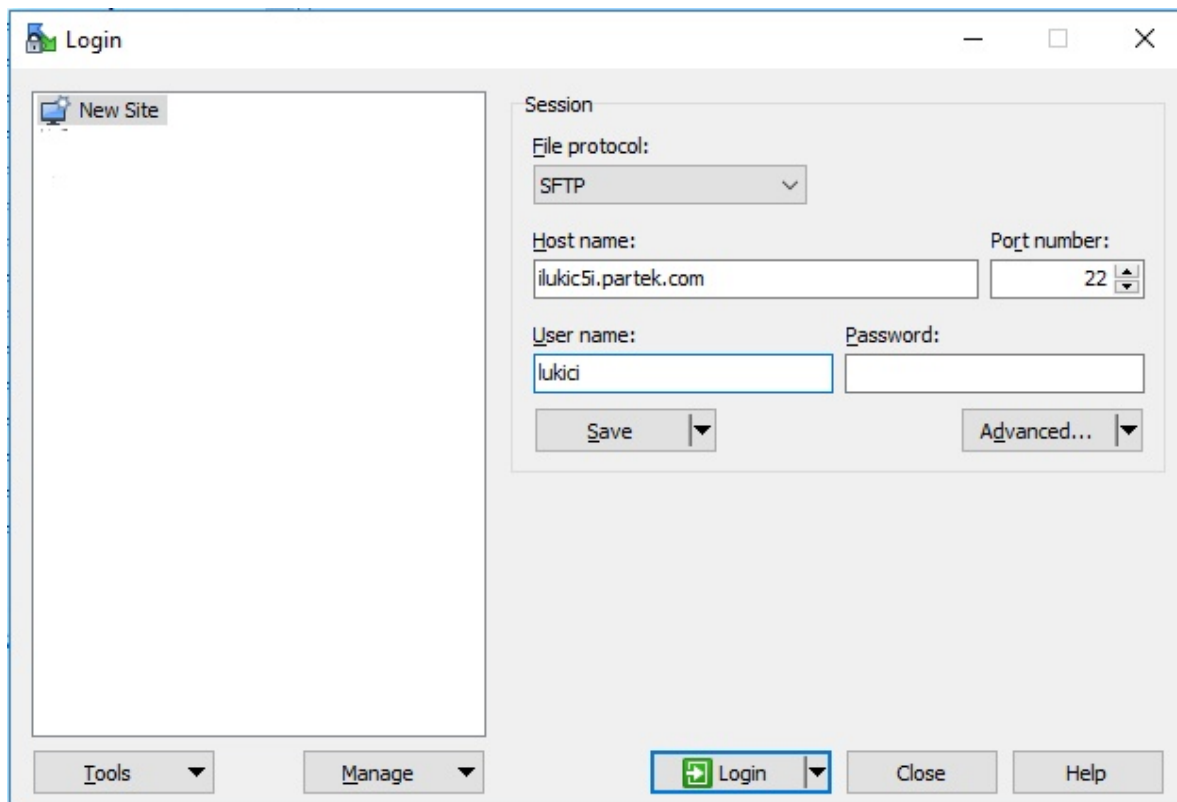 Login
New Site
Session
File protocol:
SFTP
Host name: Port number:
ilukic5i.partek.com 22
User name: Password:
lukici
Save Advanced...
Tools Manage Login Close Help